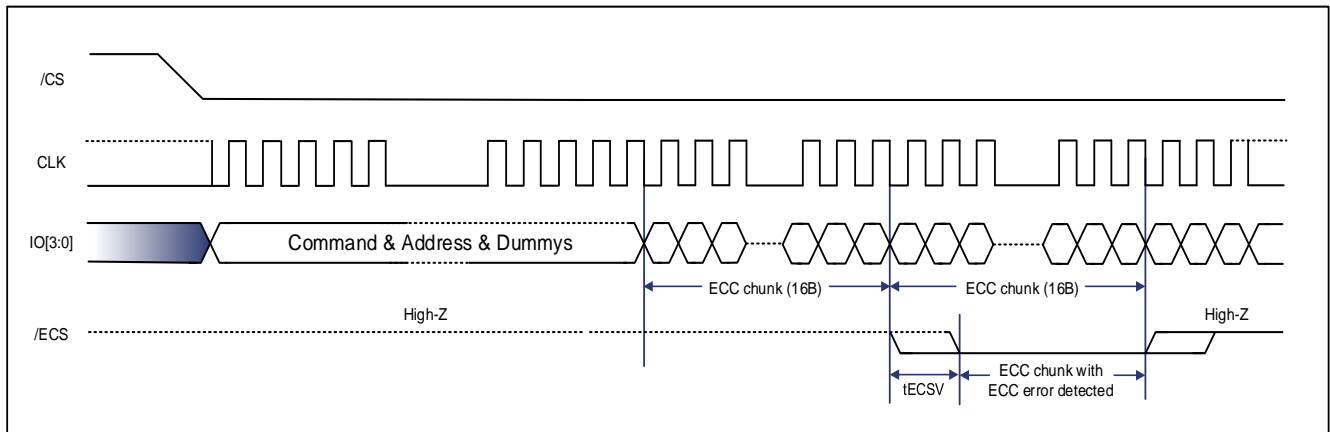 /CS
CLK
IO[3:0]
Command & Address & Dummys
ECC chunk (16B)
ECC chunk (16B)
High-Z
High-Z
/ECS
tECSV
ECC chunk with
ECC error detected